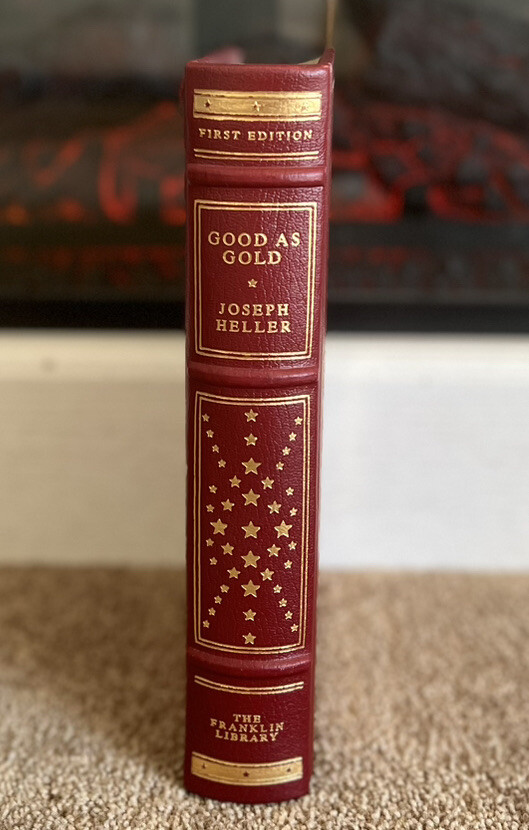 FIRST EDITION
GOOD AS
GOLD
JOSEPH
HELLER
THE
FRANKLIN
LIBRARY